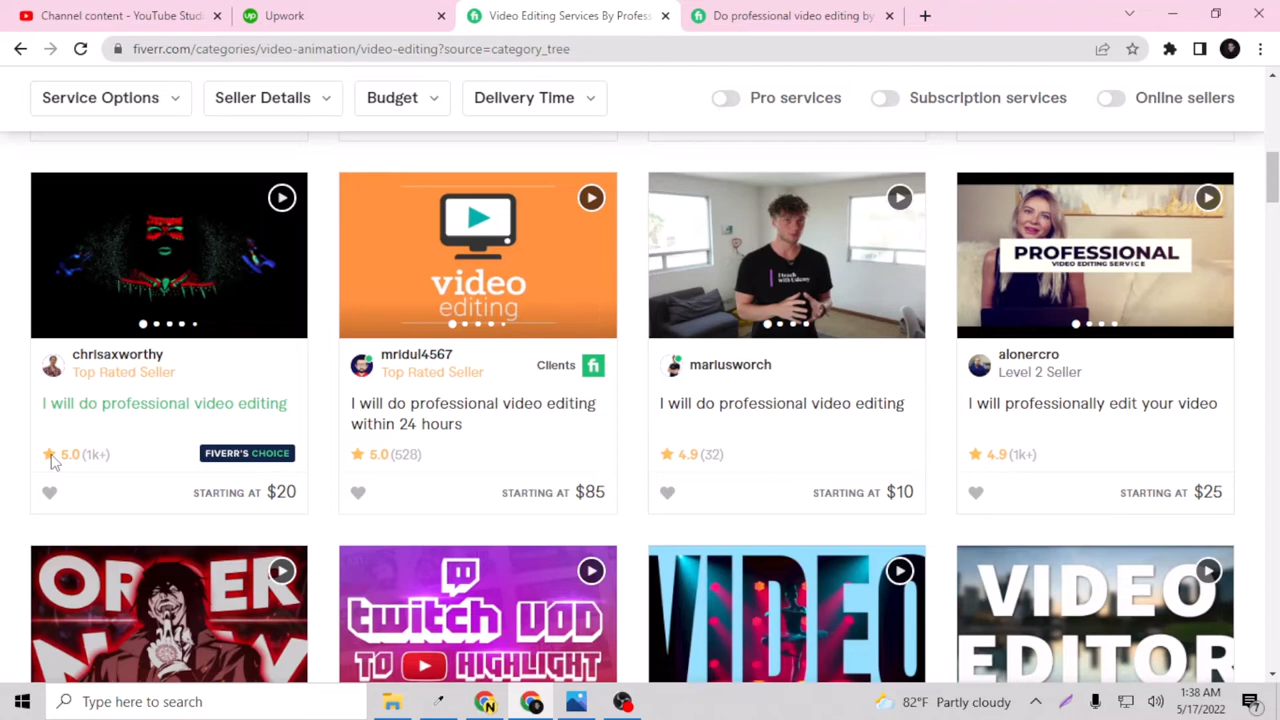 Channel content - YouTube Studi
Upwork
Video Editing Services By Profess
Do professional video editing by
fiverr.com/categories/video-animation/video-editing?source=category_tree
Service Options
Seller Details
Budget
Delivery Time
Pro services
Subscription services
Online sellers
video
editing
I teach
with Udemy
PROFESSIONAL
VIDEO EDITING SERVICE
chrisaxworthy
Top Rated Seller
I will do professional video editing
5.0 (1k+)
FIVERR'S CHOICE
STARTING AT $20
mridul4567
Top Rated Seller
Clients
fi
I will do professional video editing
within 24 hours
5.0 (528)
STARTING AT $85
mariusworch
I will do professional video editing
4.9 (32)
STARTING AT $10
alonercro
Level 2 Seller
I will professionally edit your video
4.9 (1k+)
STARTING AT $25
ORDER
twitch VOD
TO HIGHLIGHT
VIDEO
VIDEO
EDITOR
Type here to search
82°F Partly cloudy
1:38 AM
5/17/2022